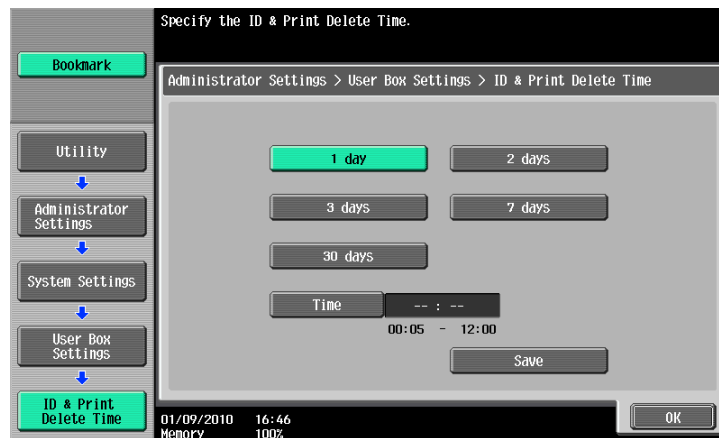 Specify the ID & Print Delete Time.
Bookmark
Administrator Settings > User Box Settings > ID & Print Delete Time
Utility
Administrator
Settings
System Settings
User Box
Settings
ID & Print
Delete Time
1 day
2 days
3 days
7 days
30 days
Time
-- : --
00:05 - 12:00
Save
OK
01/09/2010 16:46
Memory 100%